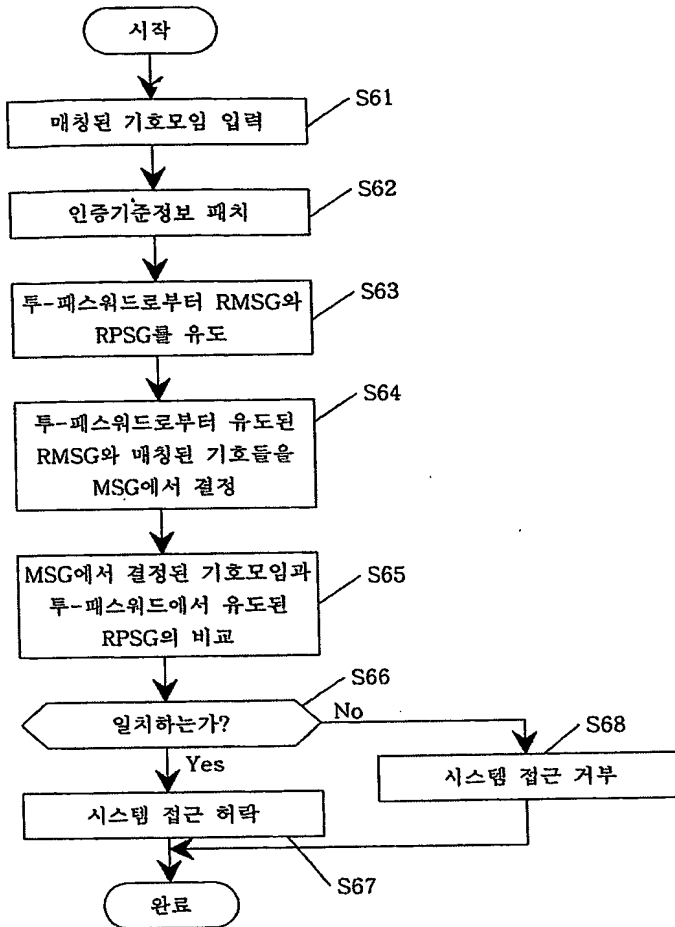 시작
매칭된 기호모임 입력
S61
인증기준정보 패치
S62
투-패스워드로부터 RMSG와
RPSG를 유도
S63
투-패스워드로부터 유도된
RMSG와 매칭된 기호들을
MSG에서 결정
S64
MSG에서 결정된 기호모임과
투-패스워드에서 유도된
RPSG의 비교
S65
일치하는가?
S66
No
Yes
S68
시스템 접근 거부
시스템 접근 허락
S67
완료